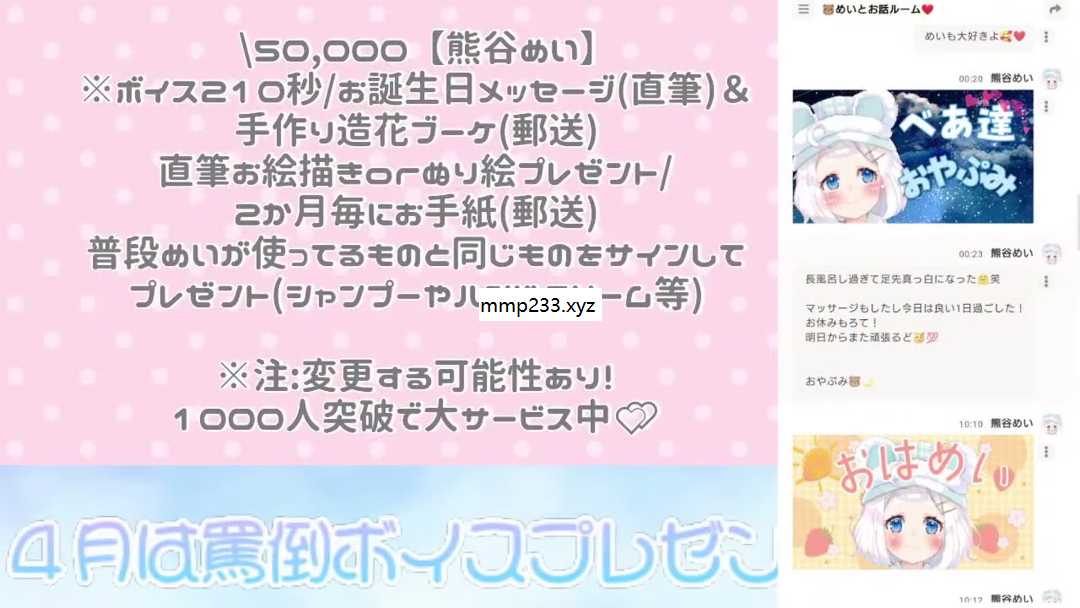 \50,000【熊谷めい】
※ボイス210秒/お誕生日メッセージ(直筆)&
手作り造花ブーケ(郵送)
直筆お絵描きorぬり絵プレゼント/
2か月毎にお手紙(郵送)
普段めいが使ってるものと同じものをサインして
プレゼント(シャンプーやハ
ーム等)
mmp233.xyz
※注:変更する可能性あり!
1000人突破で大サービス中💞
4月は罵倒ボイスプレゼン
🐻めいとお話ルーム❤️
めいも大好きよ🥰❤️
00:20 熊谷めい
べあ達
おやぷみ
00:23 熊谷めい
長風呂し過ぎて足先真っ白になった🤗笑
マッサージもしたし今日は良い1日過ごした!
お休みもろて!
明日からまた頑張るど🥳💯
おやぷみ🐻🌙
10:10 熊谷めい
おはめい
10:12 熊谷めい